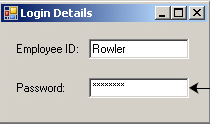 Login Details
Employee ID: Rowler
Password: ********